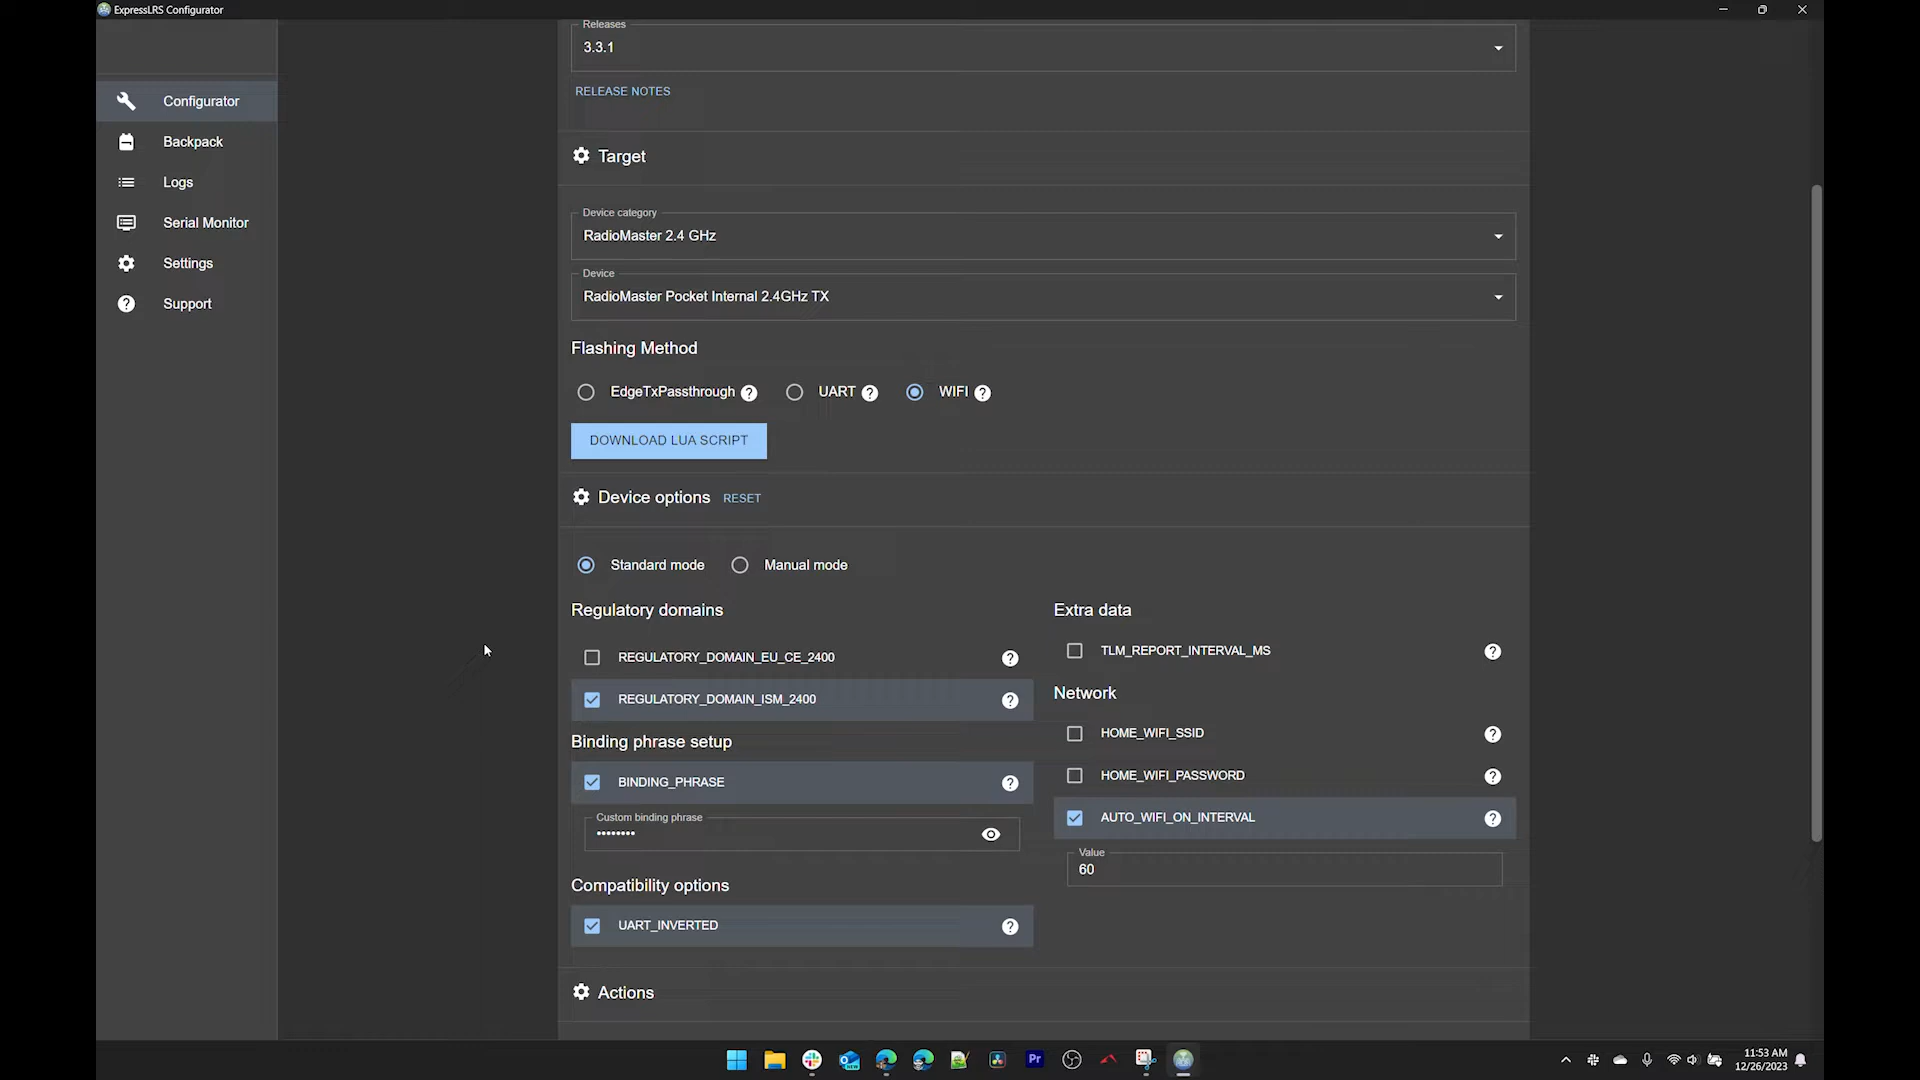 ExpressLRS Configurator
Releases
3.3.1
RELEASE NOTES
Configurator
Backpack
Logs
Serial Monitor
Settings
Support
Target
Device category
RadioMaster 2.4 GHz
Device
RadioMaster Pocket Internal 2.4GHz TX
Flashing Method
EdgeTxPassthrough ? UART ? WIFI ?
DOWNLOAD LUA SCRIPT
Device options RESET
Standard mode Manual mode
Regulatory domains
REGULATORY_DOMAIN_EU_CE_2400 ?
REGULATORY_DOMAIN_ISM_2400 ?
Binding phrase setup
BINDING_PHRASE ?
Custom binding phrase
••••••••
Compatibility options
UART_INVERTED ?
Extra data
TLM_REPORT_INTERVAL_MS ?
Network
HOME_WIFI_SSID ?
HOME_WIFI_PASSWORD ?
AUTO_WIFI_ON_INTERVAL ?
Value
60
Actions
NEW
Pr
11:53 AM
12/26/2023